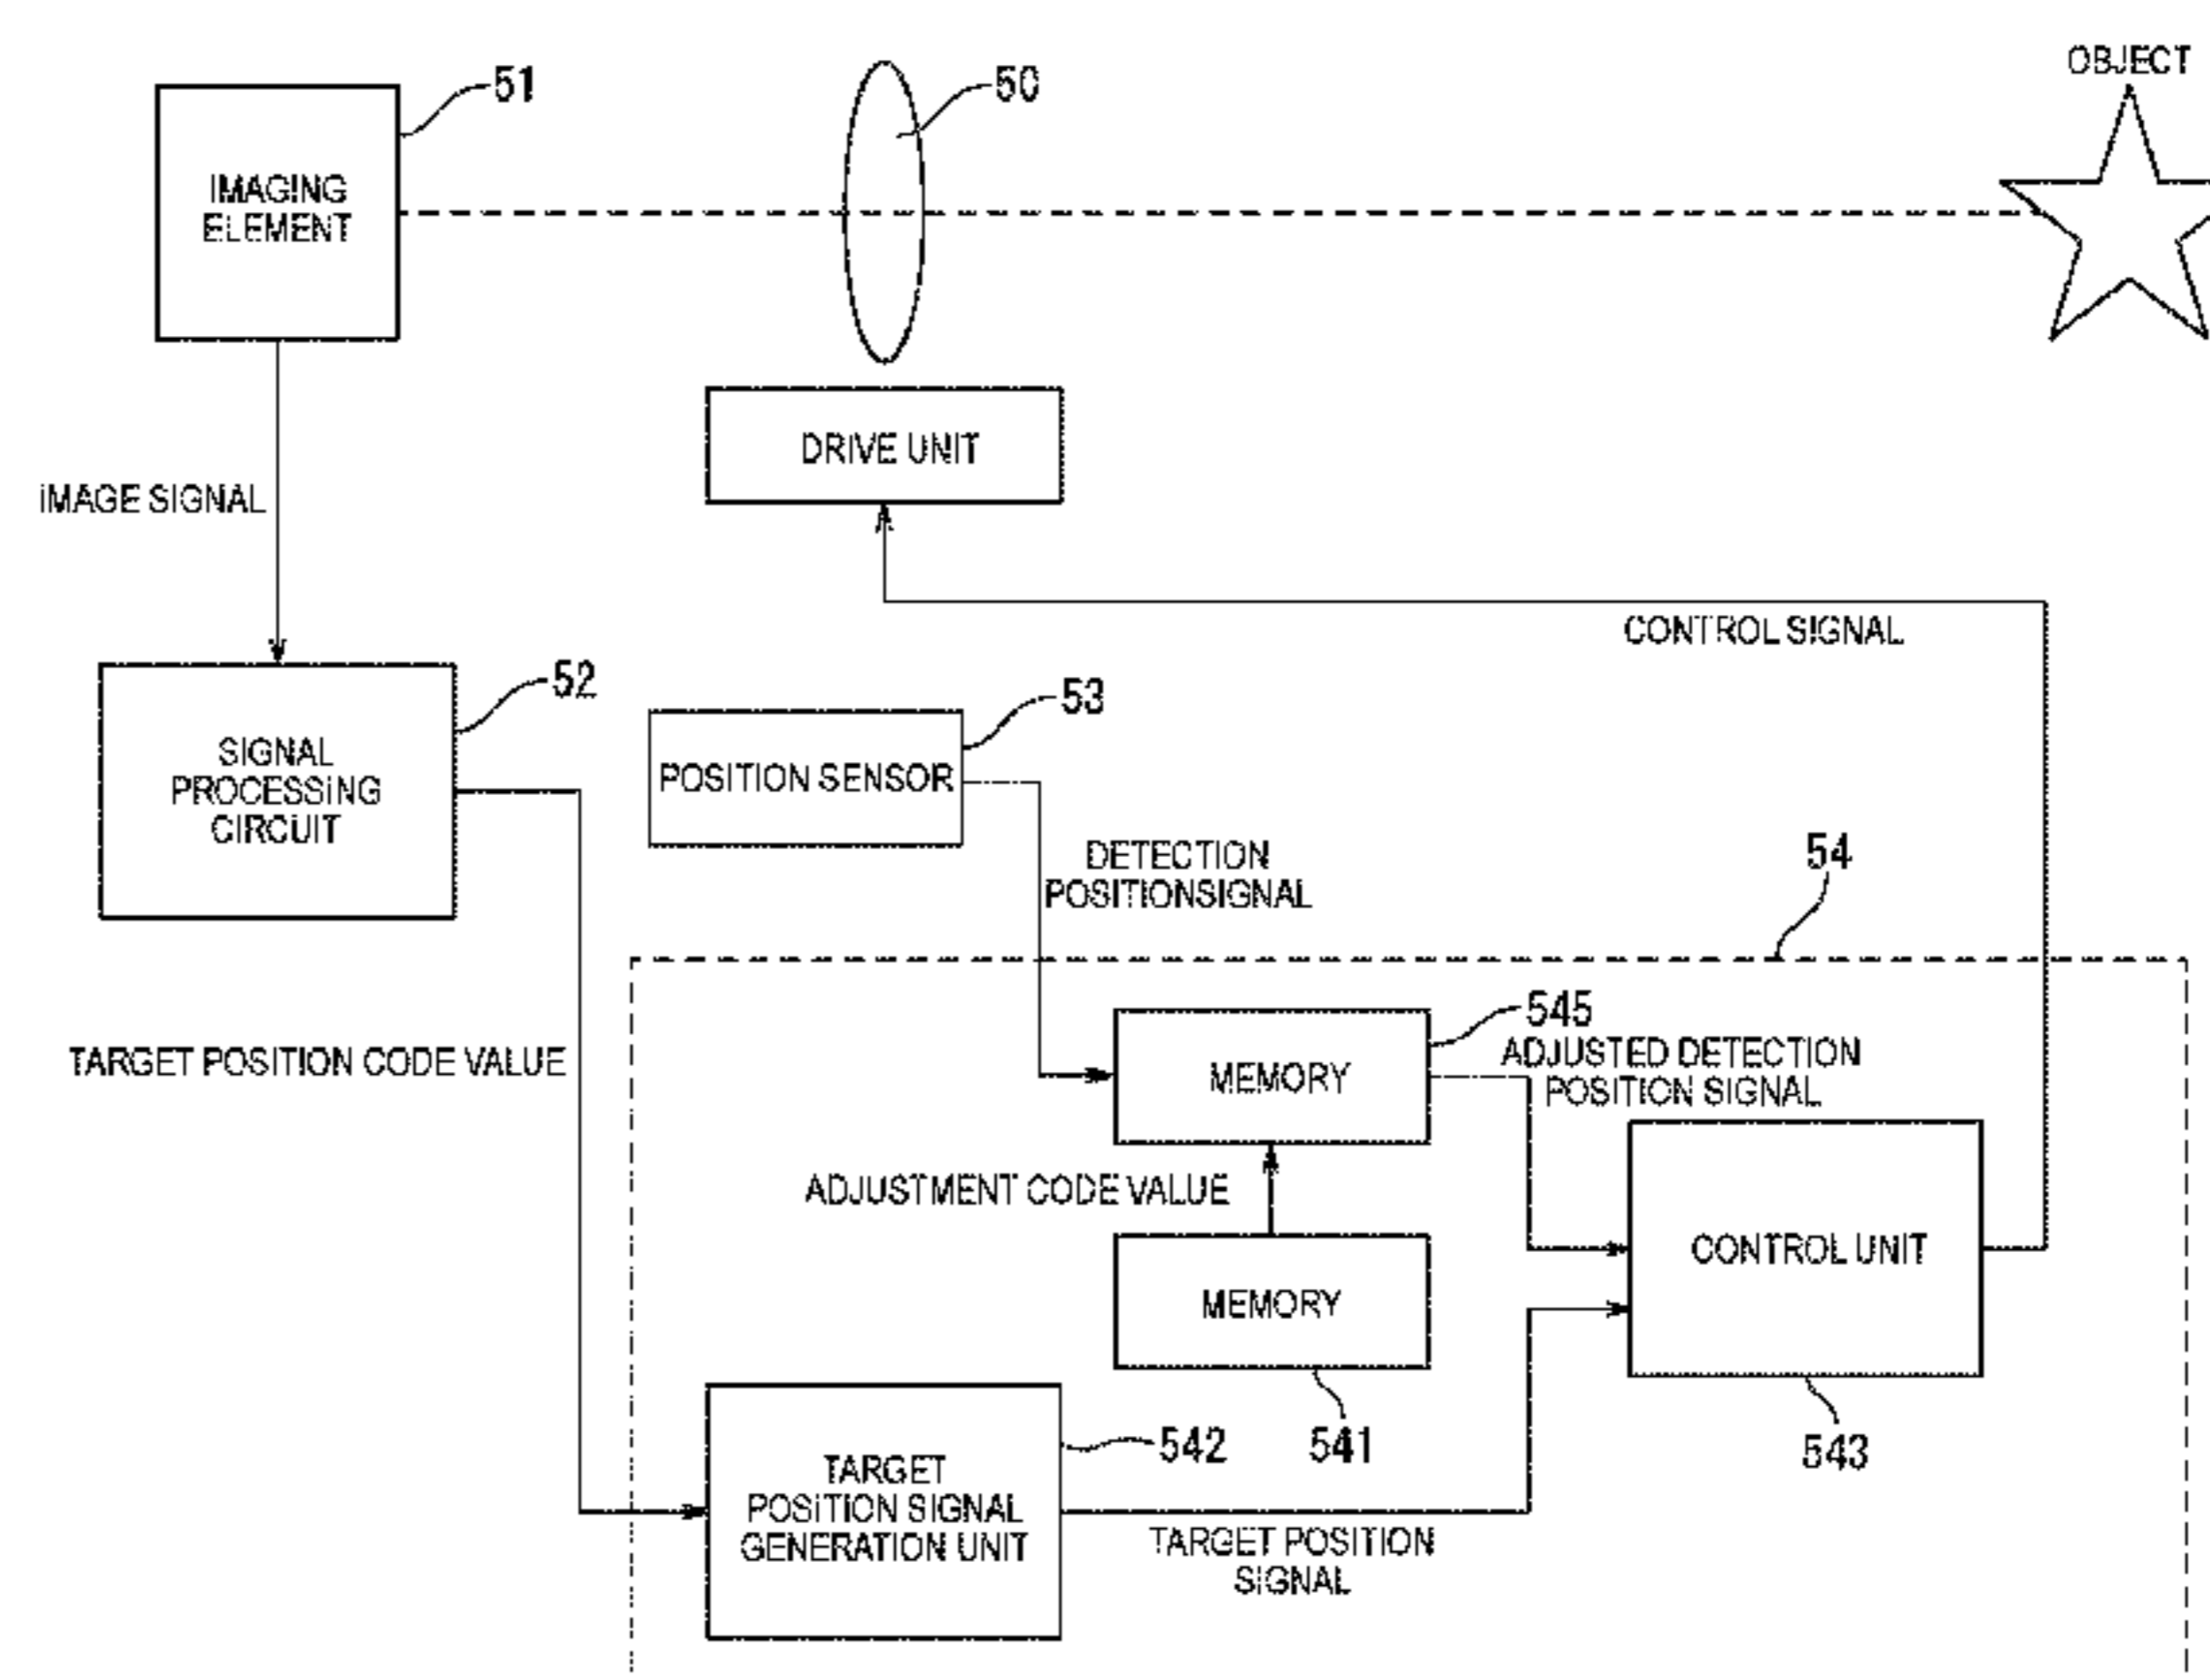 OBJECT
51
50
IMAGING
ELEMENT
DRIVE UNIT
IMAGE SIGNAL
CONTROL SIGNAL
52
53
SIGNAL
PROCESSING
CIRCUIT
POSITION SENSOR
DETECTION
POSITIONSIGNAL
54
545
TARGET POSITION CODE VALUE
MEMORY
ADJUSTED DETECTION
POSITION SIGNAL
ADJUSTMENT CODE VALUE
CONTROL UNIT
MEMORY
542
541
543
TARGET
POSITION SIGNAL
GENERATION UNIT
TARGET POSITION
SIGNAL